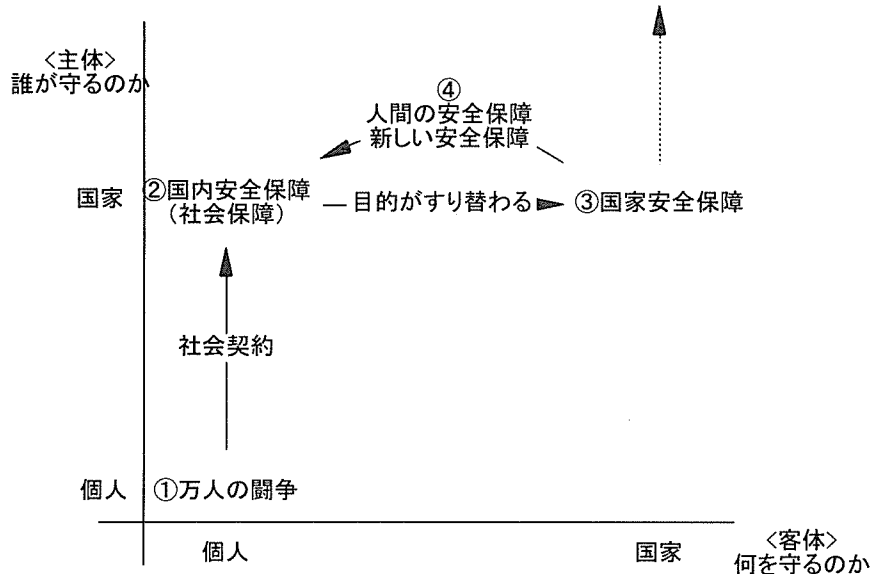 <主体>
誰が守るのか
④
人間の安全保障
新しい安全保障
国家
②国内安全保障
(社会保障)
目的がすり替わる
③国家安全保障
社会契約
個人
①万人の闘争
個人
国家
<客体>
何を守るのか